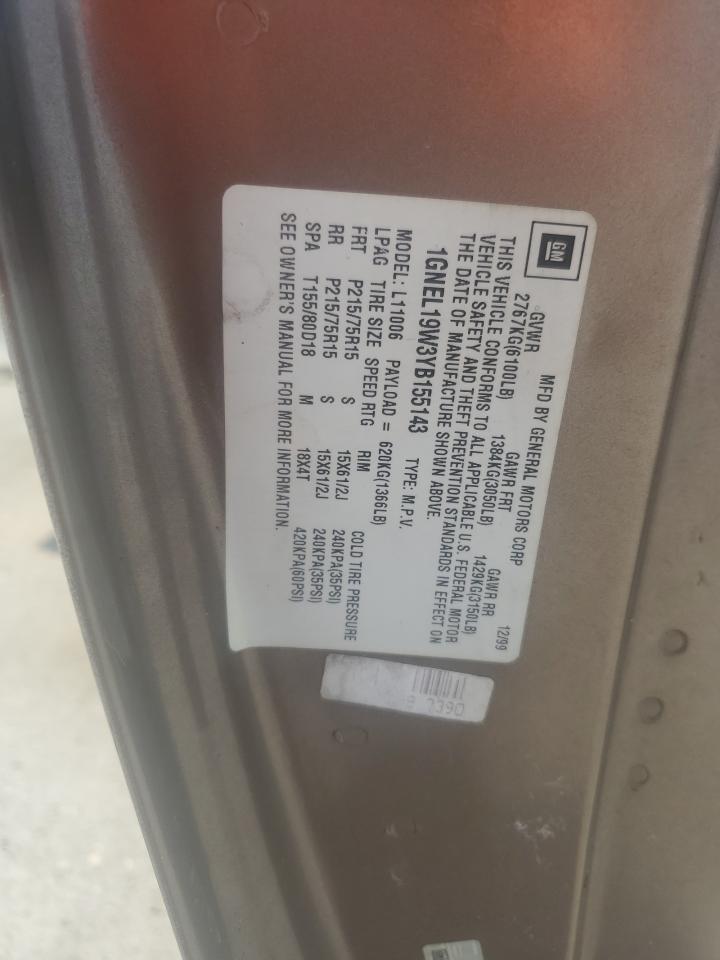 GM
MFD BY GENERAL MOTORS CORP
12/99
GVWR GAWR FRT GAWR RR
2767KG(6100LB) 1384KG(3050LB) 1429KG(3150LB)
THIS VEHICLE CONFORMS TO ALL APPLICABLE U.S. FEDERAL MOTOR
VEHICLE SAFETY AND THEFT PREVENTION STANDARDS IN EFFECT ON
THE DATE OF MANUFACTURE SHOWN ABOVE.
1GNEL19W3YB155143 TYPE: M.P.V.
MODEL: L11006 PAYLOAD = 620KG(1366LB)
LPAG TIRE SIZE SPEED RTG RIM COLD TIRE PRESSURE
FRT P215/75R15 S 15X61/2J 240KPA(35PSI)
RR P215/75R15 S 15X61/2J 240KPA(35PSI)
SPA T155/80D18 M 18X4T 420KPA(60PSI)
SEE OWNER'S MANUAL FOR MORE INFORMATION.